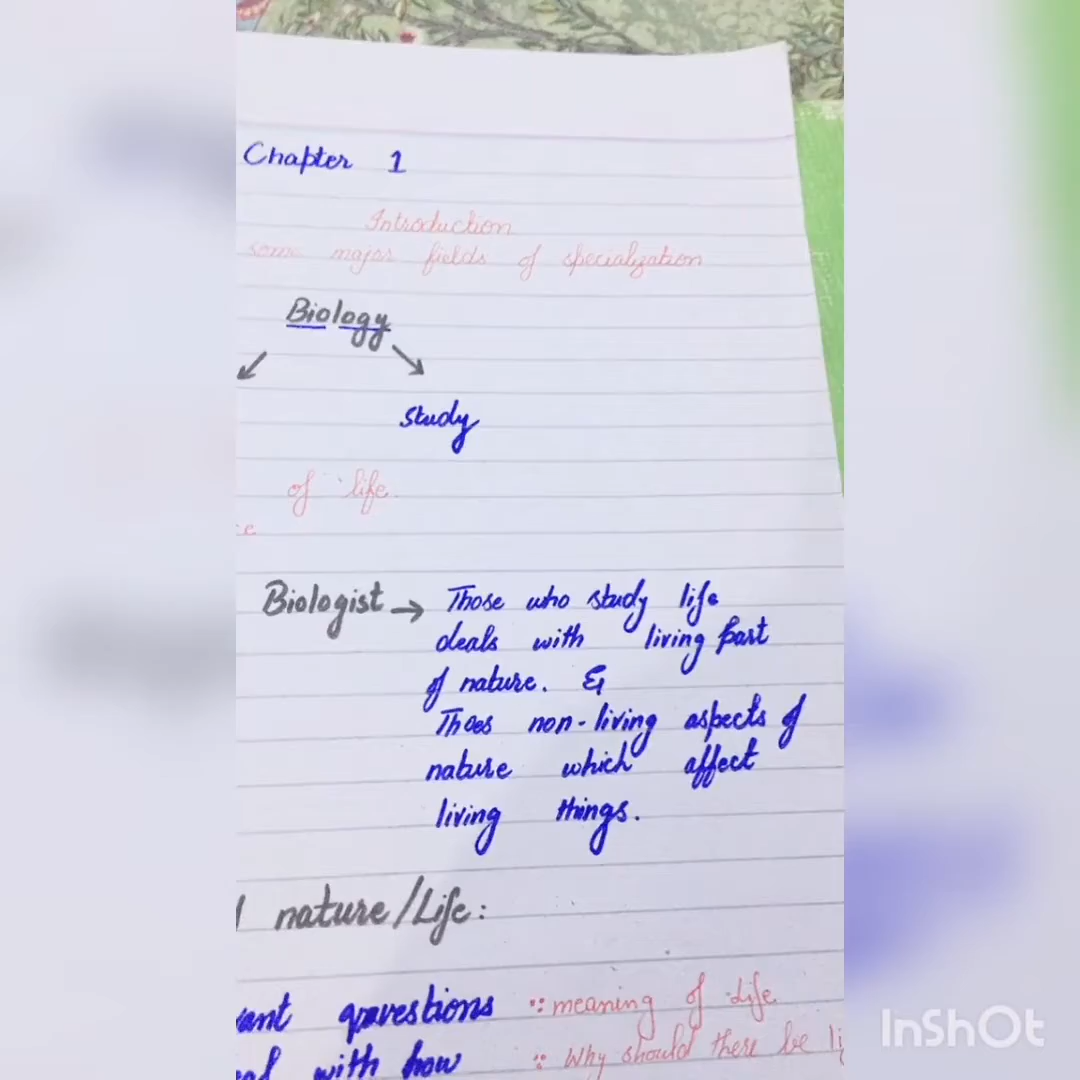 Chapter 1
Introduction
some major fields of specialization
Biology
Study
of life.
Biologist → Those who study life
deals with living part
of nature. &
Thoes non-living aspects of
nature which affect
living things.
nature/Life:
qravestions :: meaning of Life
with how :: Why should there be
InShOt